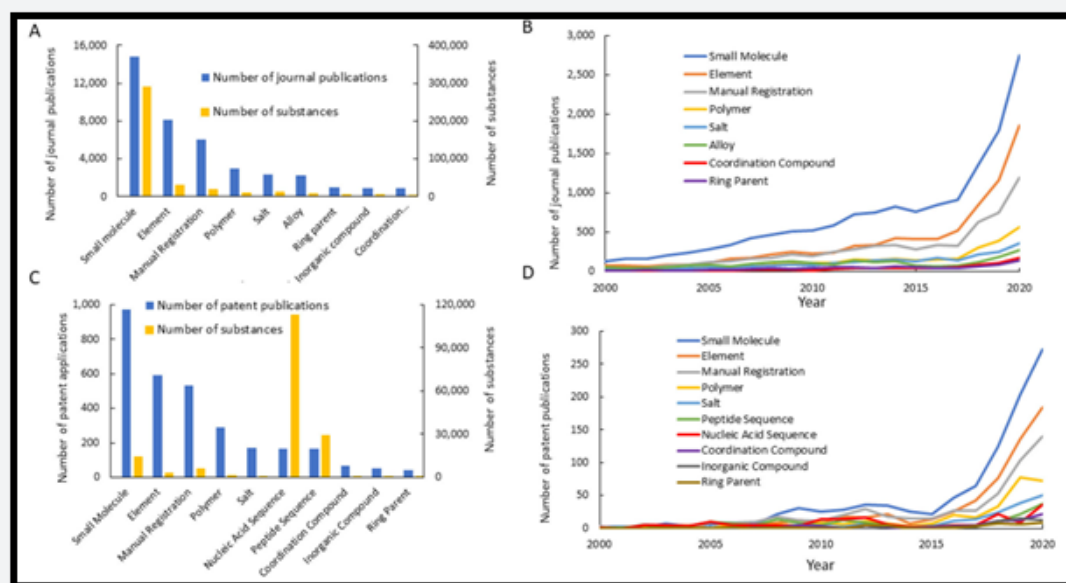 A
Number of journal publications
16,000
12,000
8,000
4,000
0
Number of journal publications
Number of substances
400,000
300,000
200,000
100,000
0
Number of substances
Small molecule
Element
Manual Registration
Polymer
Salt
Alloy
Ring parent
Inorganic compound
Coordination...
B
Number of journal publications
3,000
2,500
2,000
1,500
1,000
500
0
Small Molecule
Element
Manual Registration
Polymer
Salt
Alloy
Coordination Compound
Ring Parent
2000
2005
2010
2015
2020
Year
C
Number of patent applications
1,000
800
600
400
200
0
Number of patent publications
Number of substances
120,000
90,000
60,000
30,000
0
Number of substances
Small Molecule
Element
Manual Registration
Polymer
Salt
Nucleic Acid Sequence
Peptide Sequence
Coordination Compound
Inorganic Compound
Ring Parent
D
Number of patent publications
300
250
200
150
100
50
0
Small Molecule
Element
Manual Registration
Polymer
Salt
Peptide Sequence
Nucleic Acid Sequence
Coordination Compound
Inorganic Compound
Ring Parent
2000
2005
2010
2015
2020
Year